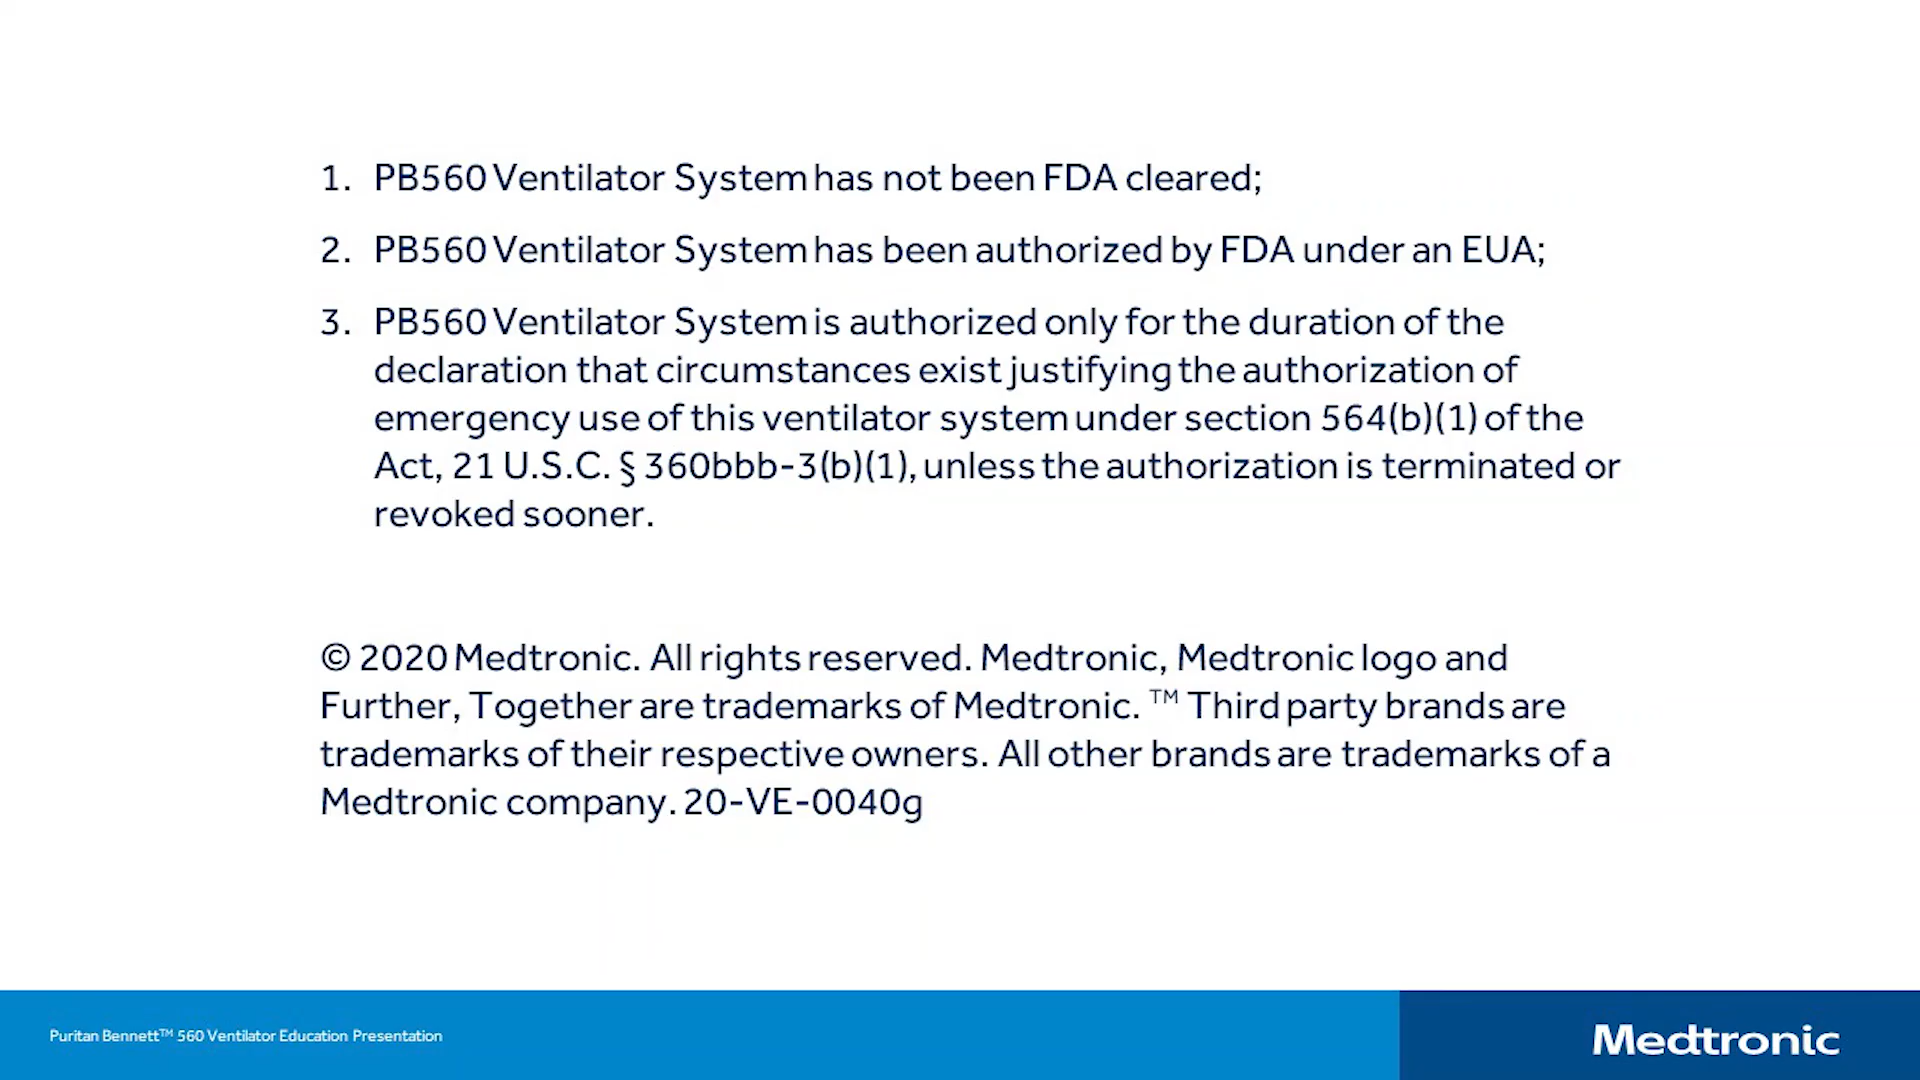 1. PB560 Ventilator System has not been FDA cleared;
2. PB560 Ventilator System has been authorized by FDA under an EUA;
3. PB560 Ventilator System is authorized only for the duration of the
declaration that circumstances exist justifying the authorization of
emergency use of this ventilator system under section 564(b)(1) of the
Act, 21 U.S.C. § 360bbb-3(b)(1), unless the authorization is terminated or
revoked sooner.
© 2020 Medtronic. All rights reserved. Medtronic, Medtronic logo and
Further, Together are trademarks of Medtronic. ™ Third party brands are
trademarks of their respective owners. All other brands are trademarks of a
Medtronic company. 20-VE-0040g
Puritan Bennett™ 560 Ventilator Education Presentation
Medtronic